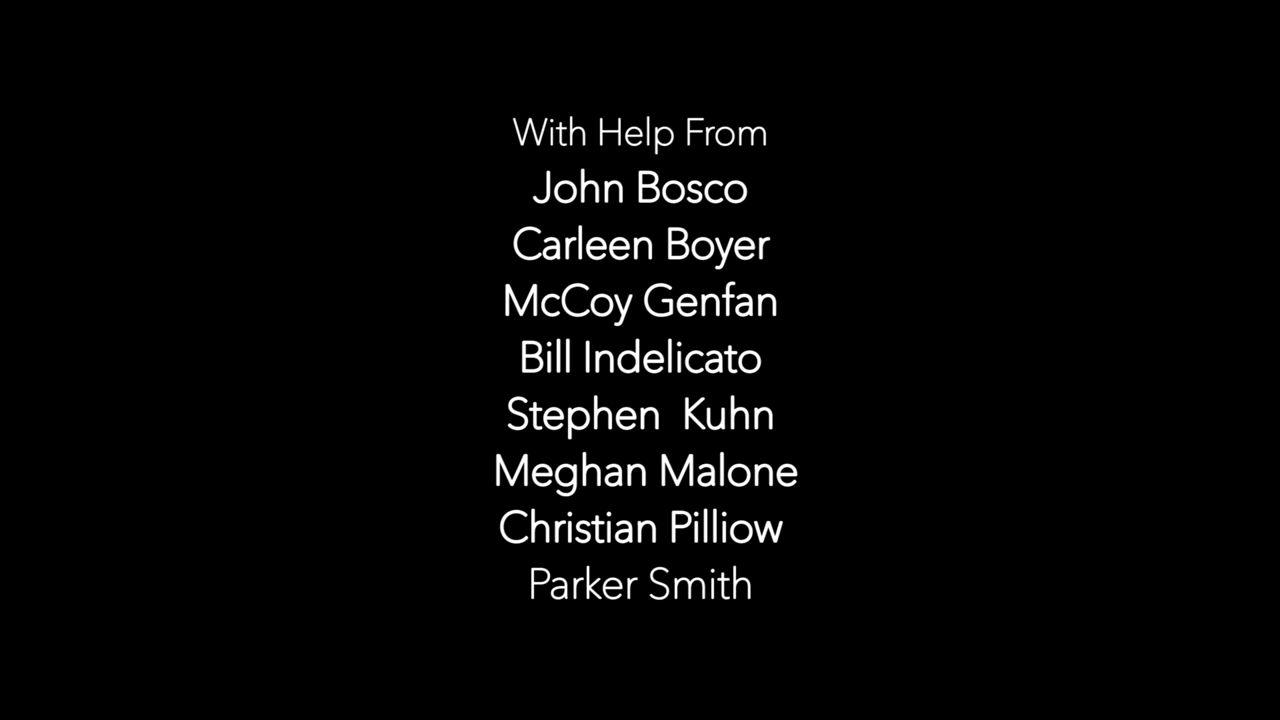 With Help From
John Bosco
Carleen Boyer
McCoy Genfan
Bill Indelicato
Stephen  Kuhn
Meghan Malone
Christian Pilliow
Parker Smith